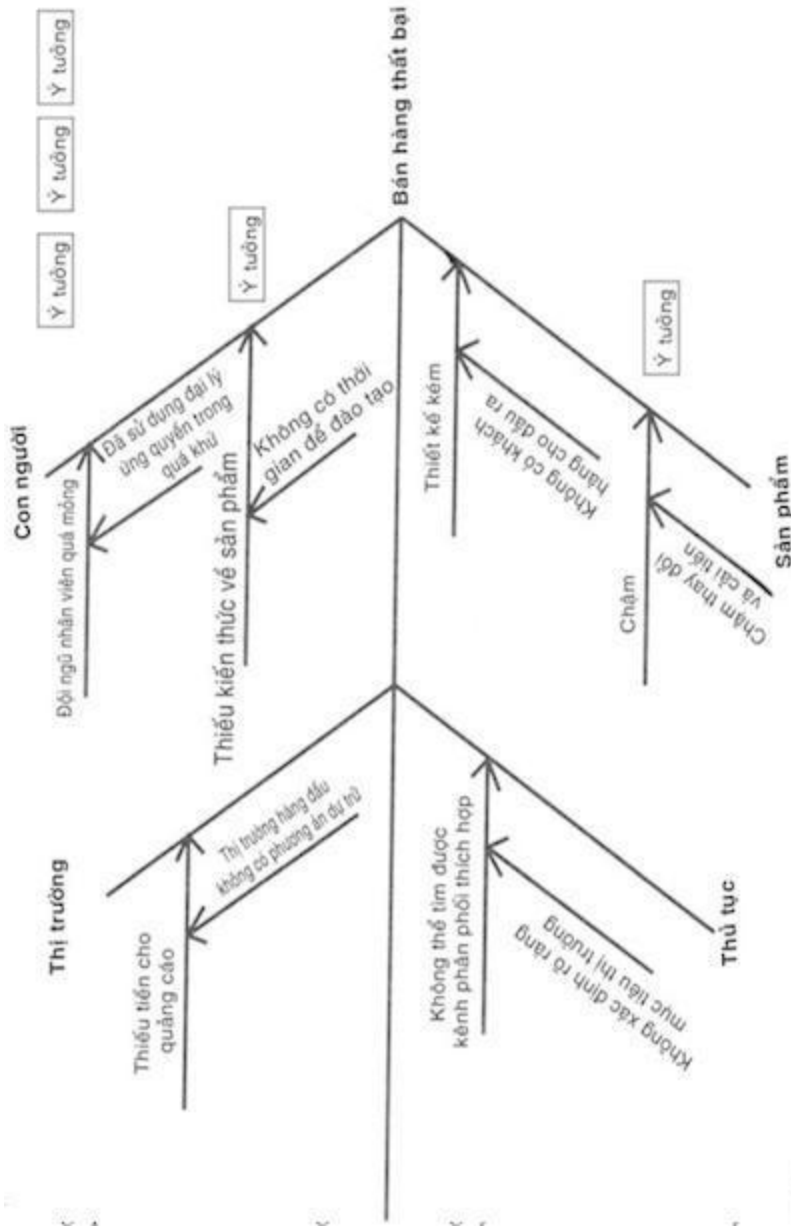 Ý tưởng
Ý tưởng
Ý tưởng
Con người
Đội ngũ nhân viên quá mỏng
Đã sử dụng đại lý
ứng quyền trong
quá khứ
Ý tưởng
Thiếu kiến thức về sản phẩm
Không có thời
gian để đào tạo
Thị trường
Thiếu tiền cho
quảng cáo
Thị trường hàng đầu
không có phương án dự trữ
Bán hàng thất bại
Thiết kế kém
Không có khách
hàng cho đầu ra
Ý tưởng
Chậm
Chậm thay đổi
và cải tiến
Sản phẩm
Không thể tìm được
kênh phân phối thích hợp
Không xác định rõ ràng
mục tiêu thị trường
Thủ tục